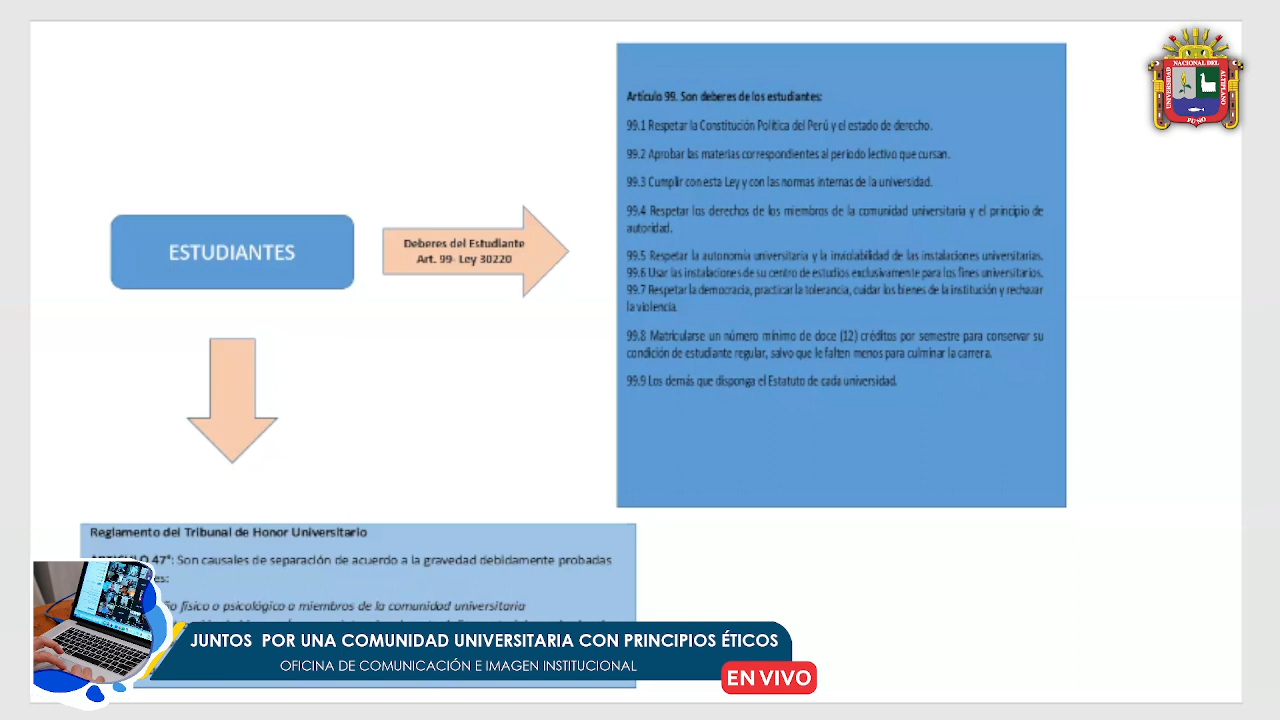 Artículo 99. Son deberes de los estudiantes:
99.1 Respetar la Constitución Política del Perú y el estado de derecho.
99.2 Aprobar las materias correspondientes al periodo lectivo que cursan.
99.3 Cumplir con esta Ley y con las normas internas de la universidad.
99.4 Respetar los derechos de los miembros de la comunidad universitaria y el principio de
autoridad.
99.5 Respetar la autonomía universitaria y la inviolabilidad de las instalaciones universitarias.
99.6 Usar las instalaciones de su centro de estudios exclusivamente para los fines universitarios.
99.7 Respetar la democracia, practicar la tolerancia, cuidar los bienes de la institución y rechazar
la violencia.
99.8 Matricularse un número mínimo de doce (12) créditos por semestre para conservar su
condición de estudiante regular, salvo que le falten menos para culminar la carrera.
99.9 Los demás que disponga el Estatuto de cada universidad.
UNIVERSIDAD
NACIONAL DEL
ALTIPLANO
PUNO
ESTUDIANTES
Deberes del Estudiante
Art. 99- Ley 30220
Reglamento del Tribunal de Honor Universitario
47°: Son causales de separación de acuerdo a la gravedad debidamente probadas
físico o psicológico a miembros de la comunidad universitaria
JUNTOS POR UNA COMUNIDAD UNIVERSITARIA CON PRINCIPIOS ÉTICOS
OFICINA DE COMUNICACIÓN E IMAGEN INSTITUCIONAL
EN VIVO